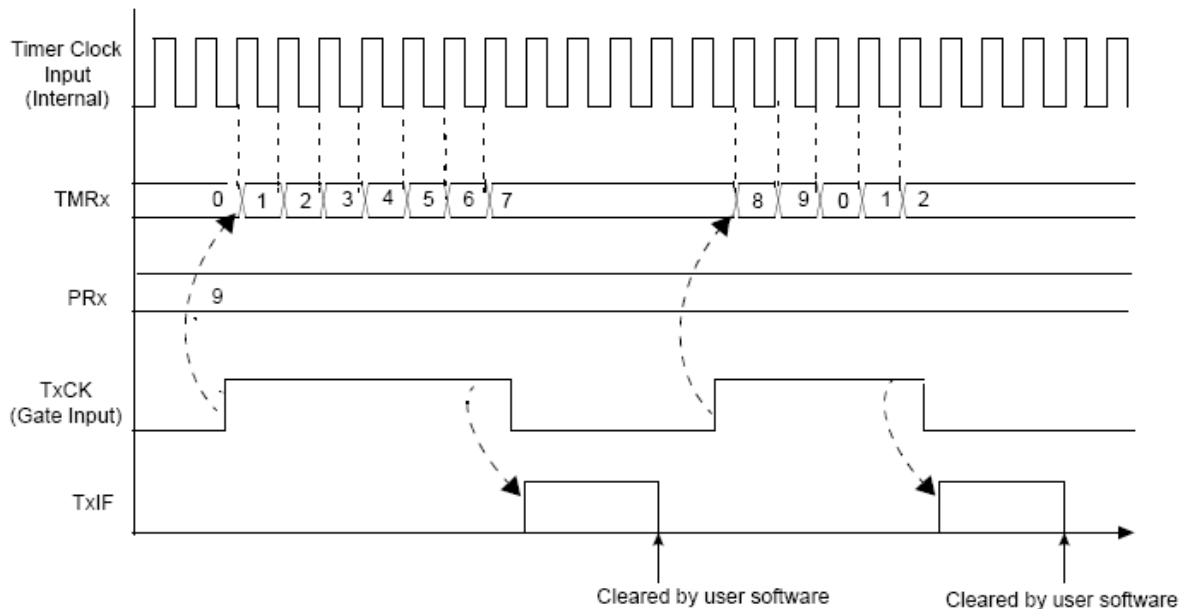 Timer Clock
Input
(Internal)
TMRx
0 1 2 3 4 5 6 7 8 9 0 1 2
PRx
9
TxCK
(Gate Input)
TxIF
Cleared by user software
Cleared by user software